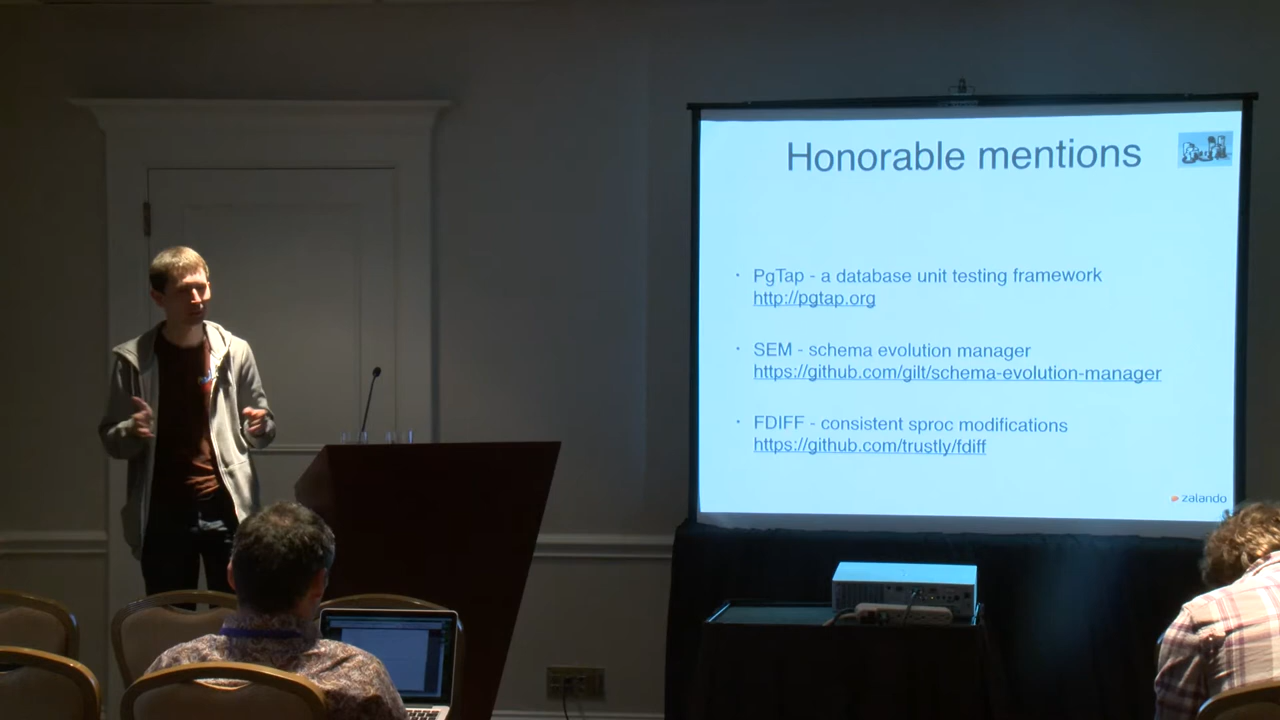 Honorable mentions
· PgTap - a database unit testing framework
http://pgtap.org
· SEM - schema evolution manager
https://github.com/gilt/schema-evolution-manager
· FDIFF - consistent sproc modifications
https://github.com/trustly/fdiff
zalando